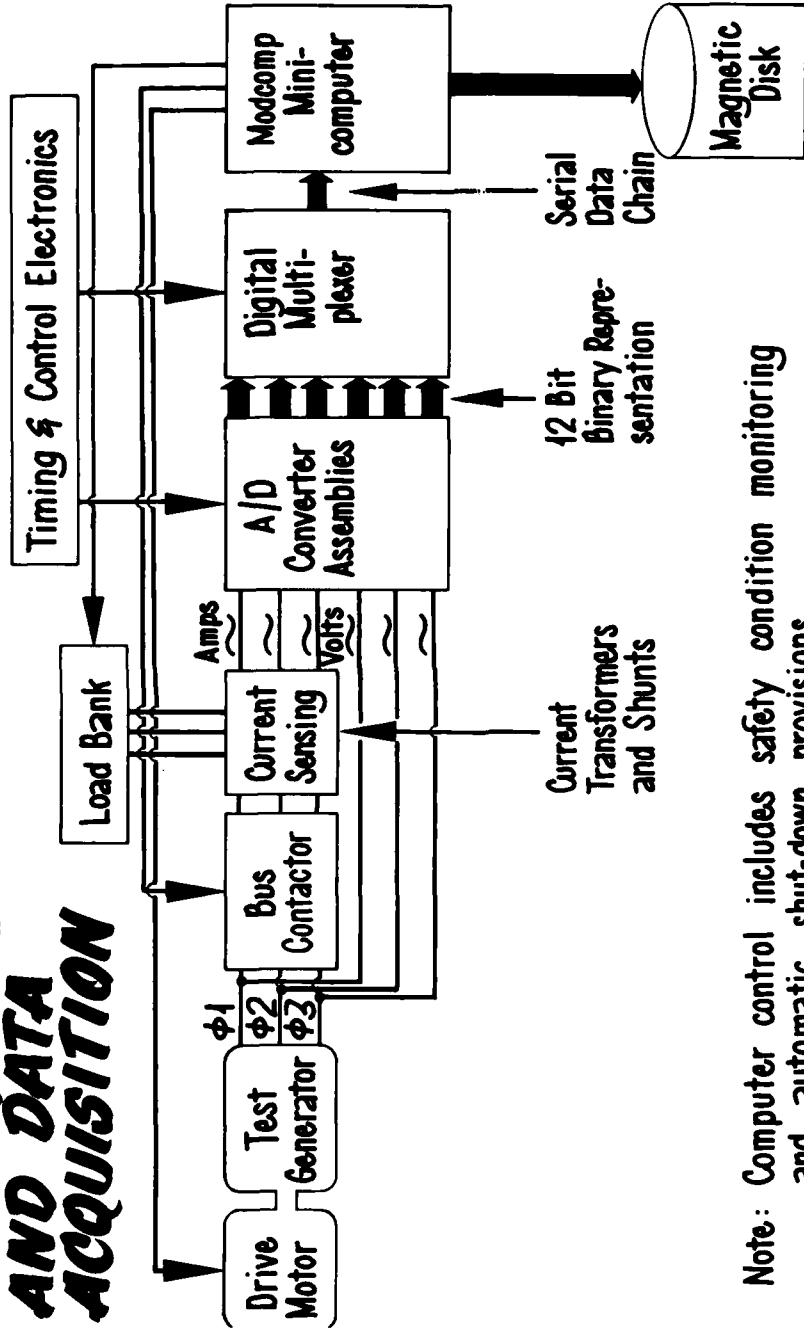 AND DATA
ACQUISITION
Timing & Control Electronics
Load Bank
Drive
Motor
Test
Generator
ϕ1
ϕ2
ϕ3
Bus
Contactor
Current
Sensing
Amps
Volts
A/D
Converter
Assemblies
Digital
Multi-
plexer
Modcomp
Mini-
computer
Current
Transformers
and Shunts
12 Bit
Binary Repre-
sentation
Serial
Data
Chain
Magnetic
Disk
Note: Computer control includes safety condition monitoring
and automatic shut-down provisions